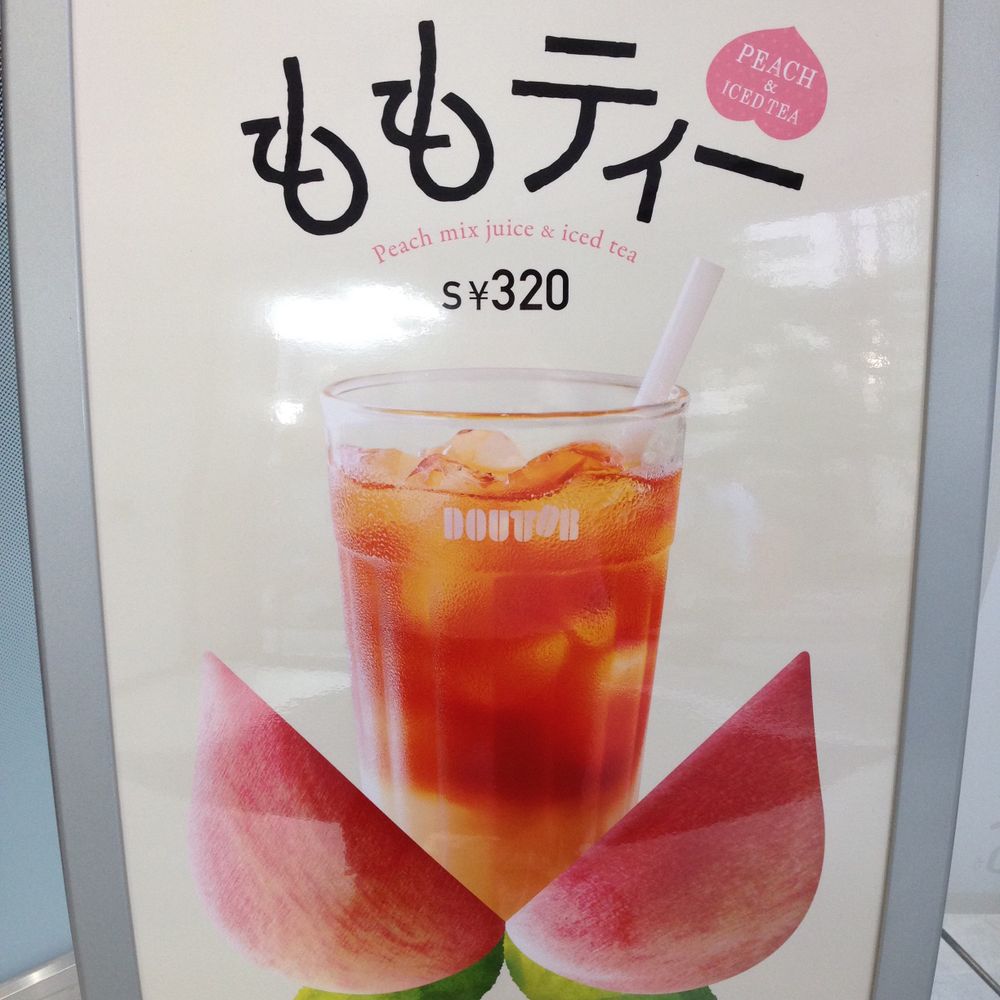 ももティー
PEACH
&
ICED TEA
Peach mix juice & iced tea
S ¥320
DOUTOR